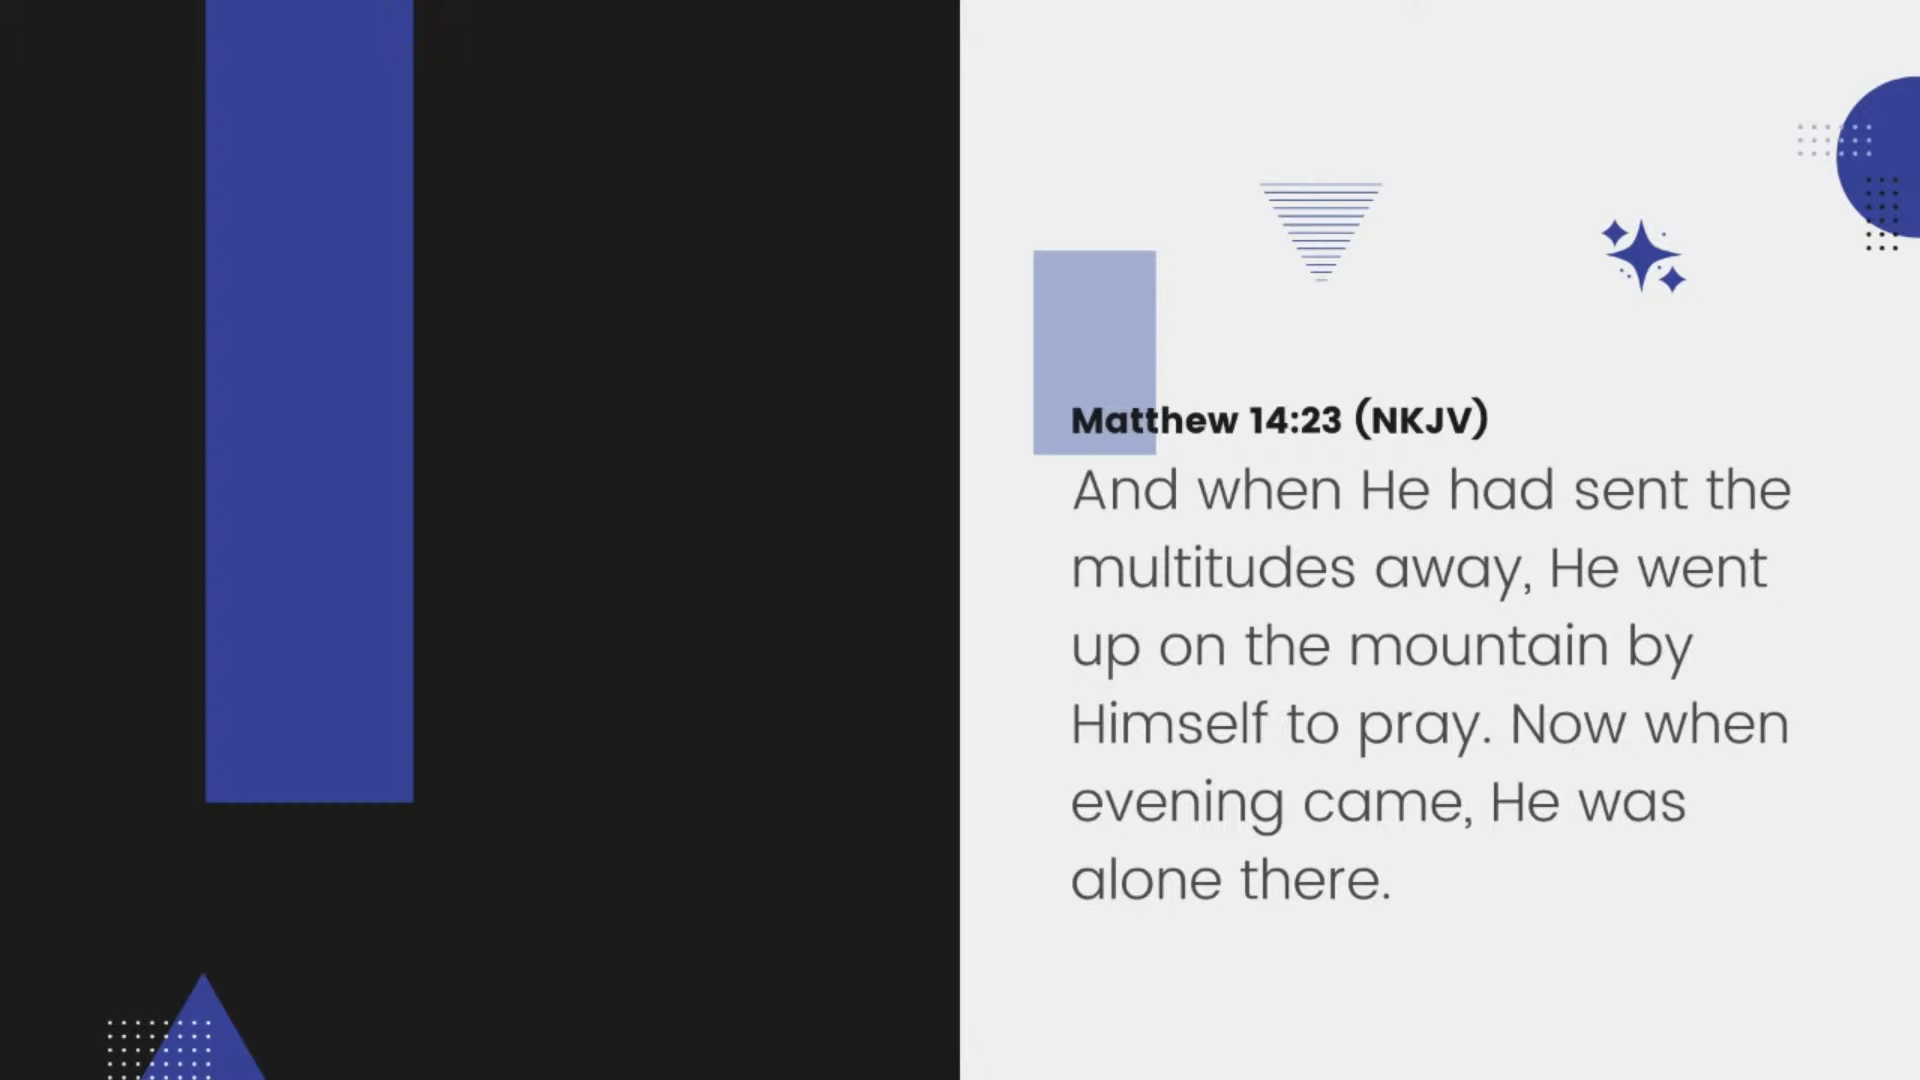 Matthew 14:23 (NKJV)
And when He had sent the
multitudes away, He went
up on the mountain by
Himself to pray. Now when
evening came, He was
alone there.